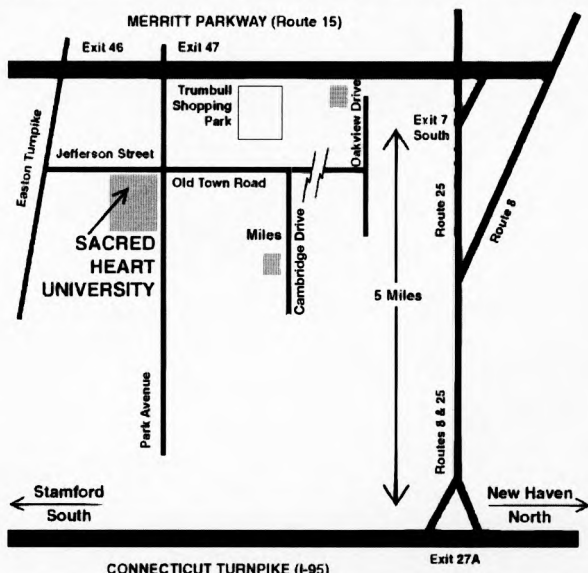 MERRITT PARKWAY (Route 15)
Exit 46
Exit 47
Trumbull
Shopping
Park
Oakview Drive
Exit 7
South
Easton Turnpike
Jefferson Street
Old Town Road
Route 25
Route 8
SACRED
HEART
UNIVERSITY
Miles
Cambridge Drive
5 Miles
Park Avenue
Routes 8 & 25
Stamford
South
New Haven
North
CONNECTICUT TURNPIKE (I-95)
Exit 27A